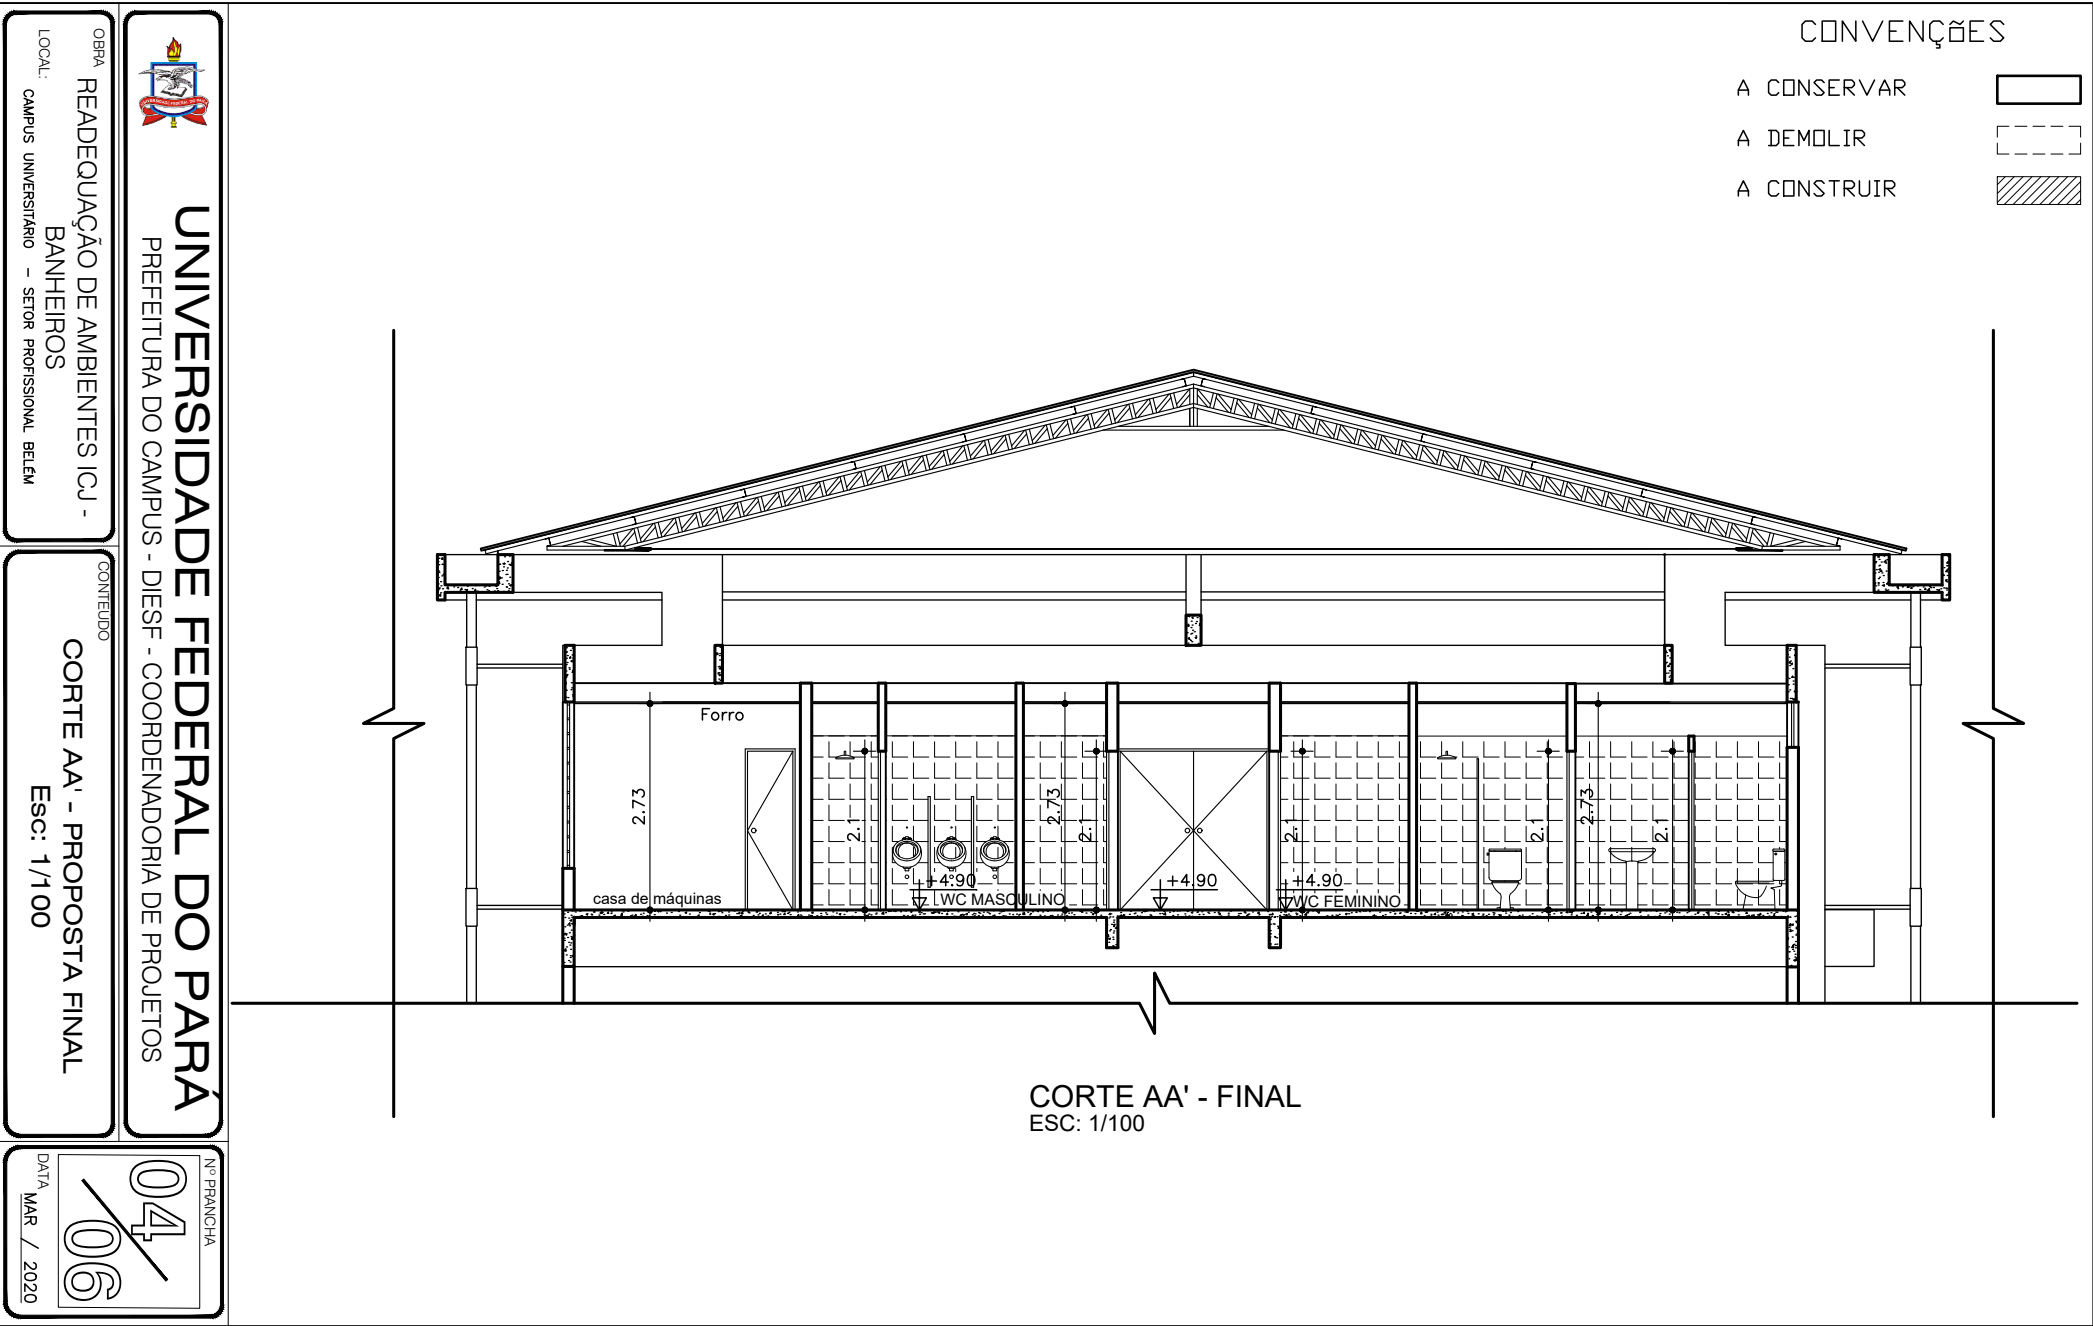 CONVENÇÕES
A CONSERVAR
A DEMOLIR
A CONSTRUIR
UNIVERSIDADE FEDERAL DO PARÁ
PREFEITURA DO CAMPUS - DIESF - COORDENADORIA DE PROJETOS
OBRA
READEQUAÇÃO DE AMBIENTES ICJ -
BANHEIROS
LOCAL: CAMPUS UNIVERSITÁRIO - SETOR PROFISSIONAL BELÉM
CONTEUDO
CORTE AA' - PROPOSTA FINAL
Esc: 1/100
Nº PRANCHA
04
06
DATA MAR / 2020
Forro
2.73
2.1
2.73
2.1
2.1
2.1
2.73
2.1
+4.90
+4.90
+4.90
casa de máquinas
WC MASCULINO
WC FEMININO
CORTE AA' - FINAL
ESC: 1/100